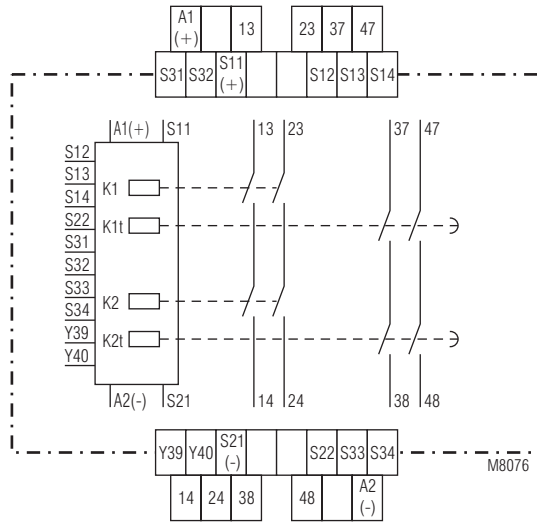 A1 (+) 13 23 37 47
S31 S32 S11 (+) S12 S13 S14
A1(+) S11 13 23 37 47
S12
S13
S14
S22
S31
S32
S33
S34
Y39
Y40
K1
K1t
K2
K2t
A2(-) S21 14 24 38 48
Y39 Y40 S21 (-) S22 S33 S34
M8076
14 24 38 48 A2 (-)